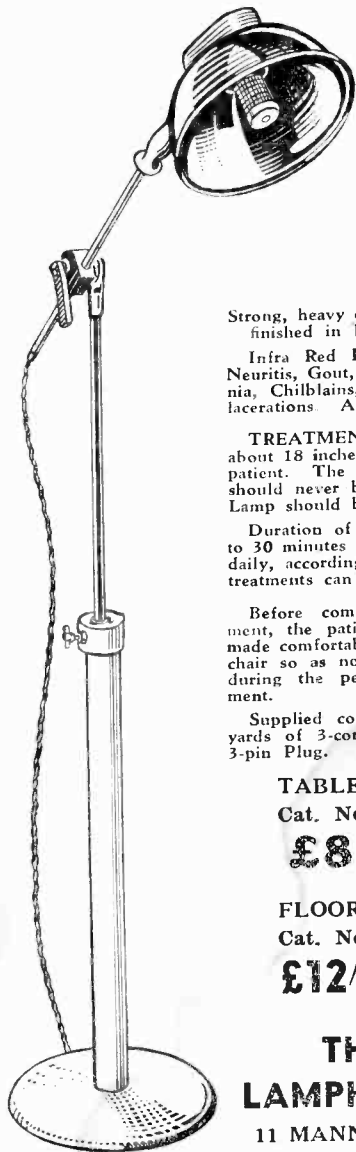 Strong, heavy
finished in
Infra Red
Neuritis, Gout,
nia, Chilblains,
lacerations A
TREATMEN
about 18 inche
patient. The
should never b
Lamp should b
Duration of
to 30 minutes
daily, according
treatments can
Before com
ment, the pati
made comfortab
chair so as no
during the pe
ment.
Supplied co
yards of 3-cor
3-pin Plug.
TABLE
Cat. No
£8
FLOOR
Cat. No
£12/
TH
LAMPH
11 MANN